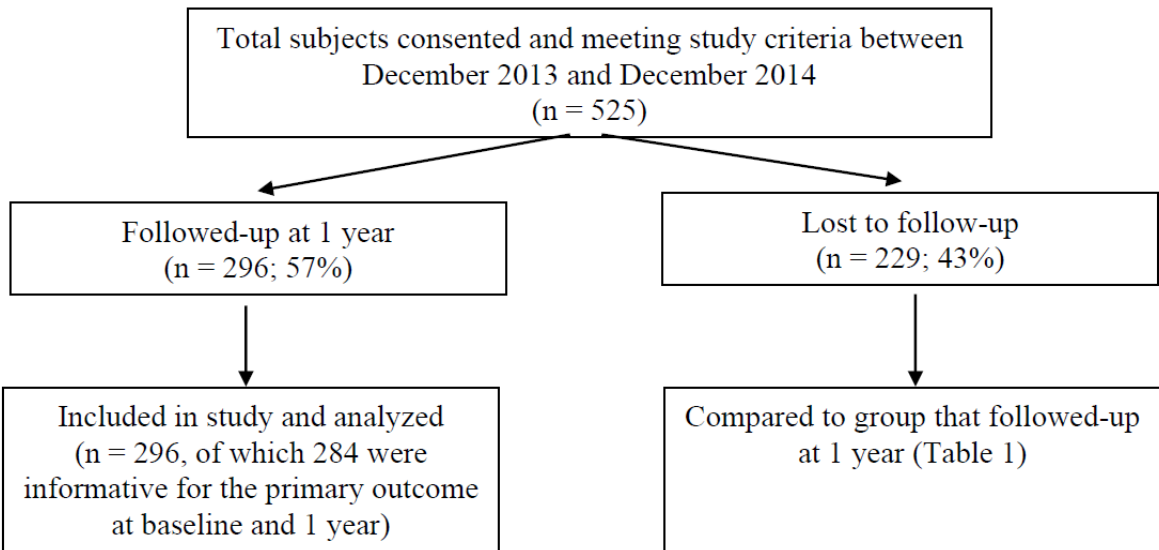 Total subjects consented and meeting study criteria between
December 2013 and December 2014
(n = 525)
Followed-up at 1 year
(n = 296; 57%)
Lost to follow-up
(n = 229; 43%)
Included in study and analyzed
(n = 296, of which 284 were
informative for the primary outcome
at baseline and 1 year)
Compared to group that followed-up
at 1 year (Table 1)